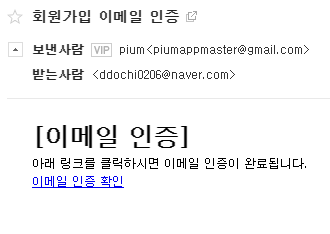 회원가입 이메일 인증
보낸사람 VIP pium<piumappmaster@gmail.com>
받는사람 <ddochi0206@naver.com>
[이메일 인증]
아래 링크를 클릭하시면 이메일 인증이 완료됩니다.
이메일 인증 확인